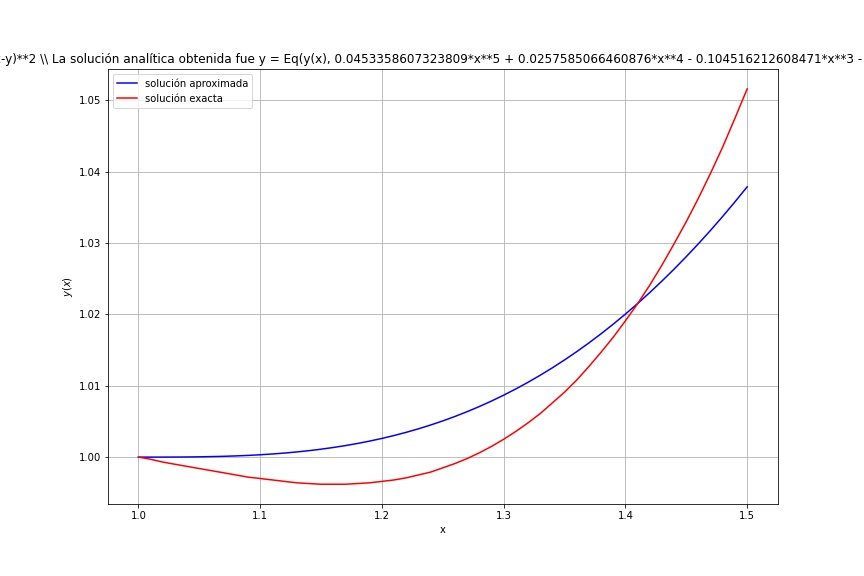 -y)**2 \\ La solución analítica obtenida fue y = Eq(y(x), 0.0453358607323809*x**5 + 0.0257585066460876*x**4 - 0.104516212608471*x**3 -
solución aproximada
solución exacta
1.05
1.04
1.03
1.02
1.01
1.00
y(x)
1.0 1.1 1.2 1.3 1.4 1.5
x